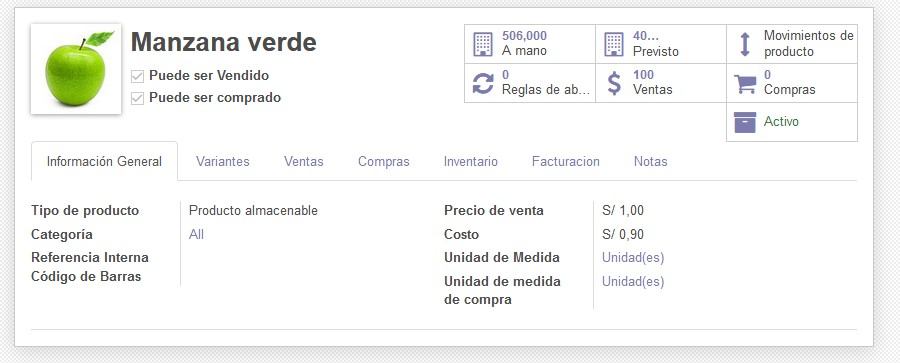 Manzana verde
Puede ser Vendido
Puede ser comprado
506,000
A mano
40...
Previsto
Movimientos de
producto
0
Reglas de ab...
100
Ventas
0
Compras
Activo
Información General
Variantes
Ventas
Compras
Inventario
Facturacion
Notas
Tipo de producto
Producto almacenable
Categoría
All
Referencia Interna
Código de Barras
Precio de venta
S/ 1,00
Costo
S/ 0,90
Unidad de Medida
Unidad(es)
Unidad de medida
de compra
Unidad(es)